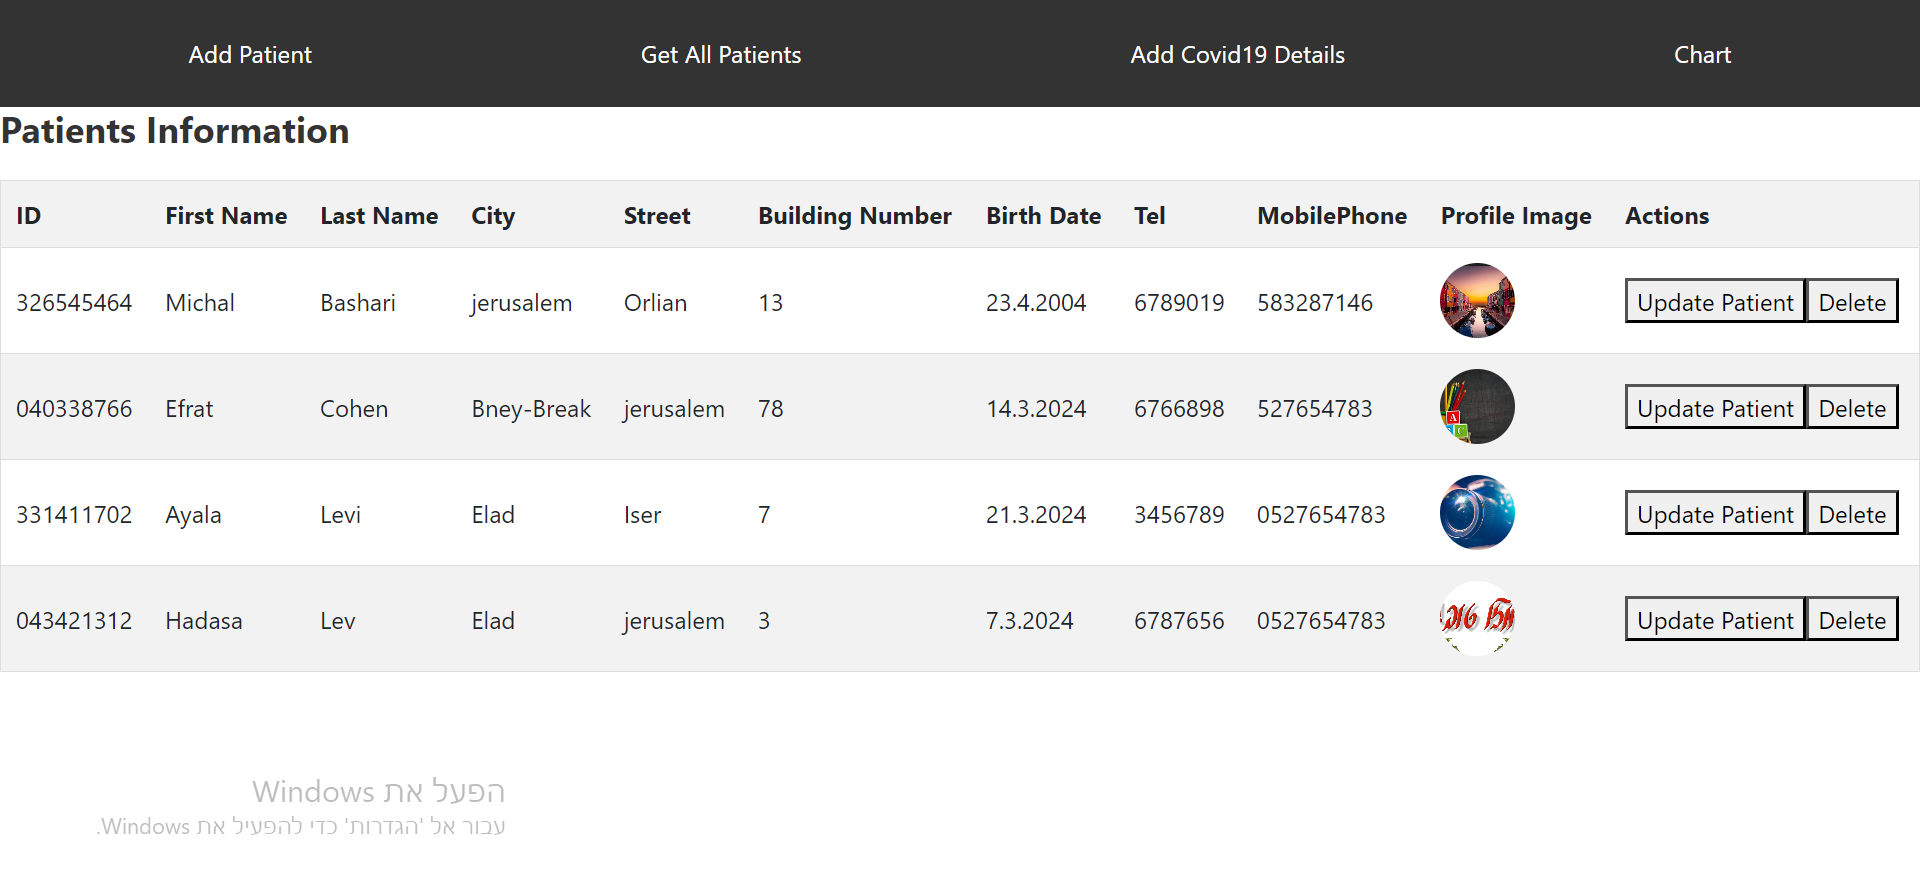 Add Patient Get All Patients Add Covid19 Details Chart
Patients Information
ID First Name Last Name City Street Building Number Birth Date Tel MobilePhone Profile Image Actions
326545464 Michal Bashari jerusalem Orlian 13 23.4.2004 6789019 583287146 Update Patient Delete
040338766 Efrat Cohen Bney-Break jerusalem 78 14.3.2024 6766898 527654783 A C Update Patient Delete
331411702 Ayala Levi Elad Iser 7 21.3.2024 3456789 0527654783 Update Patient Delete
043421312 Hadasa Lev Elad jerusalem 3 7.3.2024 6787656 0527654783 Update Patient Delete
הפעל את Windows
עבור אל 'הגדרות' כדי להפעיל את Windows.